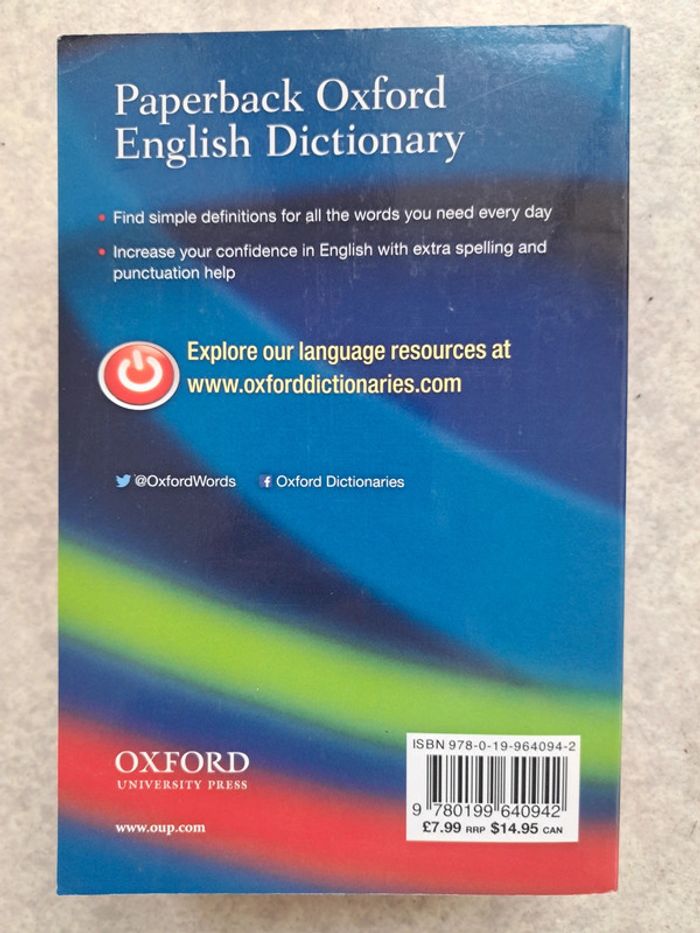 Paperback Oxford
English Dictionary
• Find simple definitions for all the words you need every day
• Increase your confidence in English with extra spelling and
punctuation help
Explore our language resources at
www.oxforddictionaries.com
@OxfordWords f Oxford Dictionaries
OXFORD
UNIVERSITY PRESS
www.oup.com
ISBN 978-0-19-964094-2
9 780199 640942
£7.99 RRP $14.95 CAN